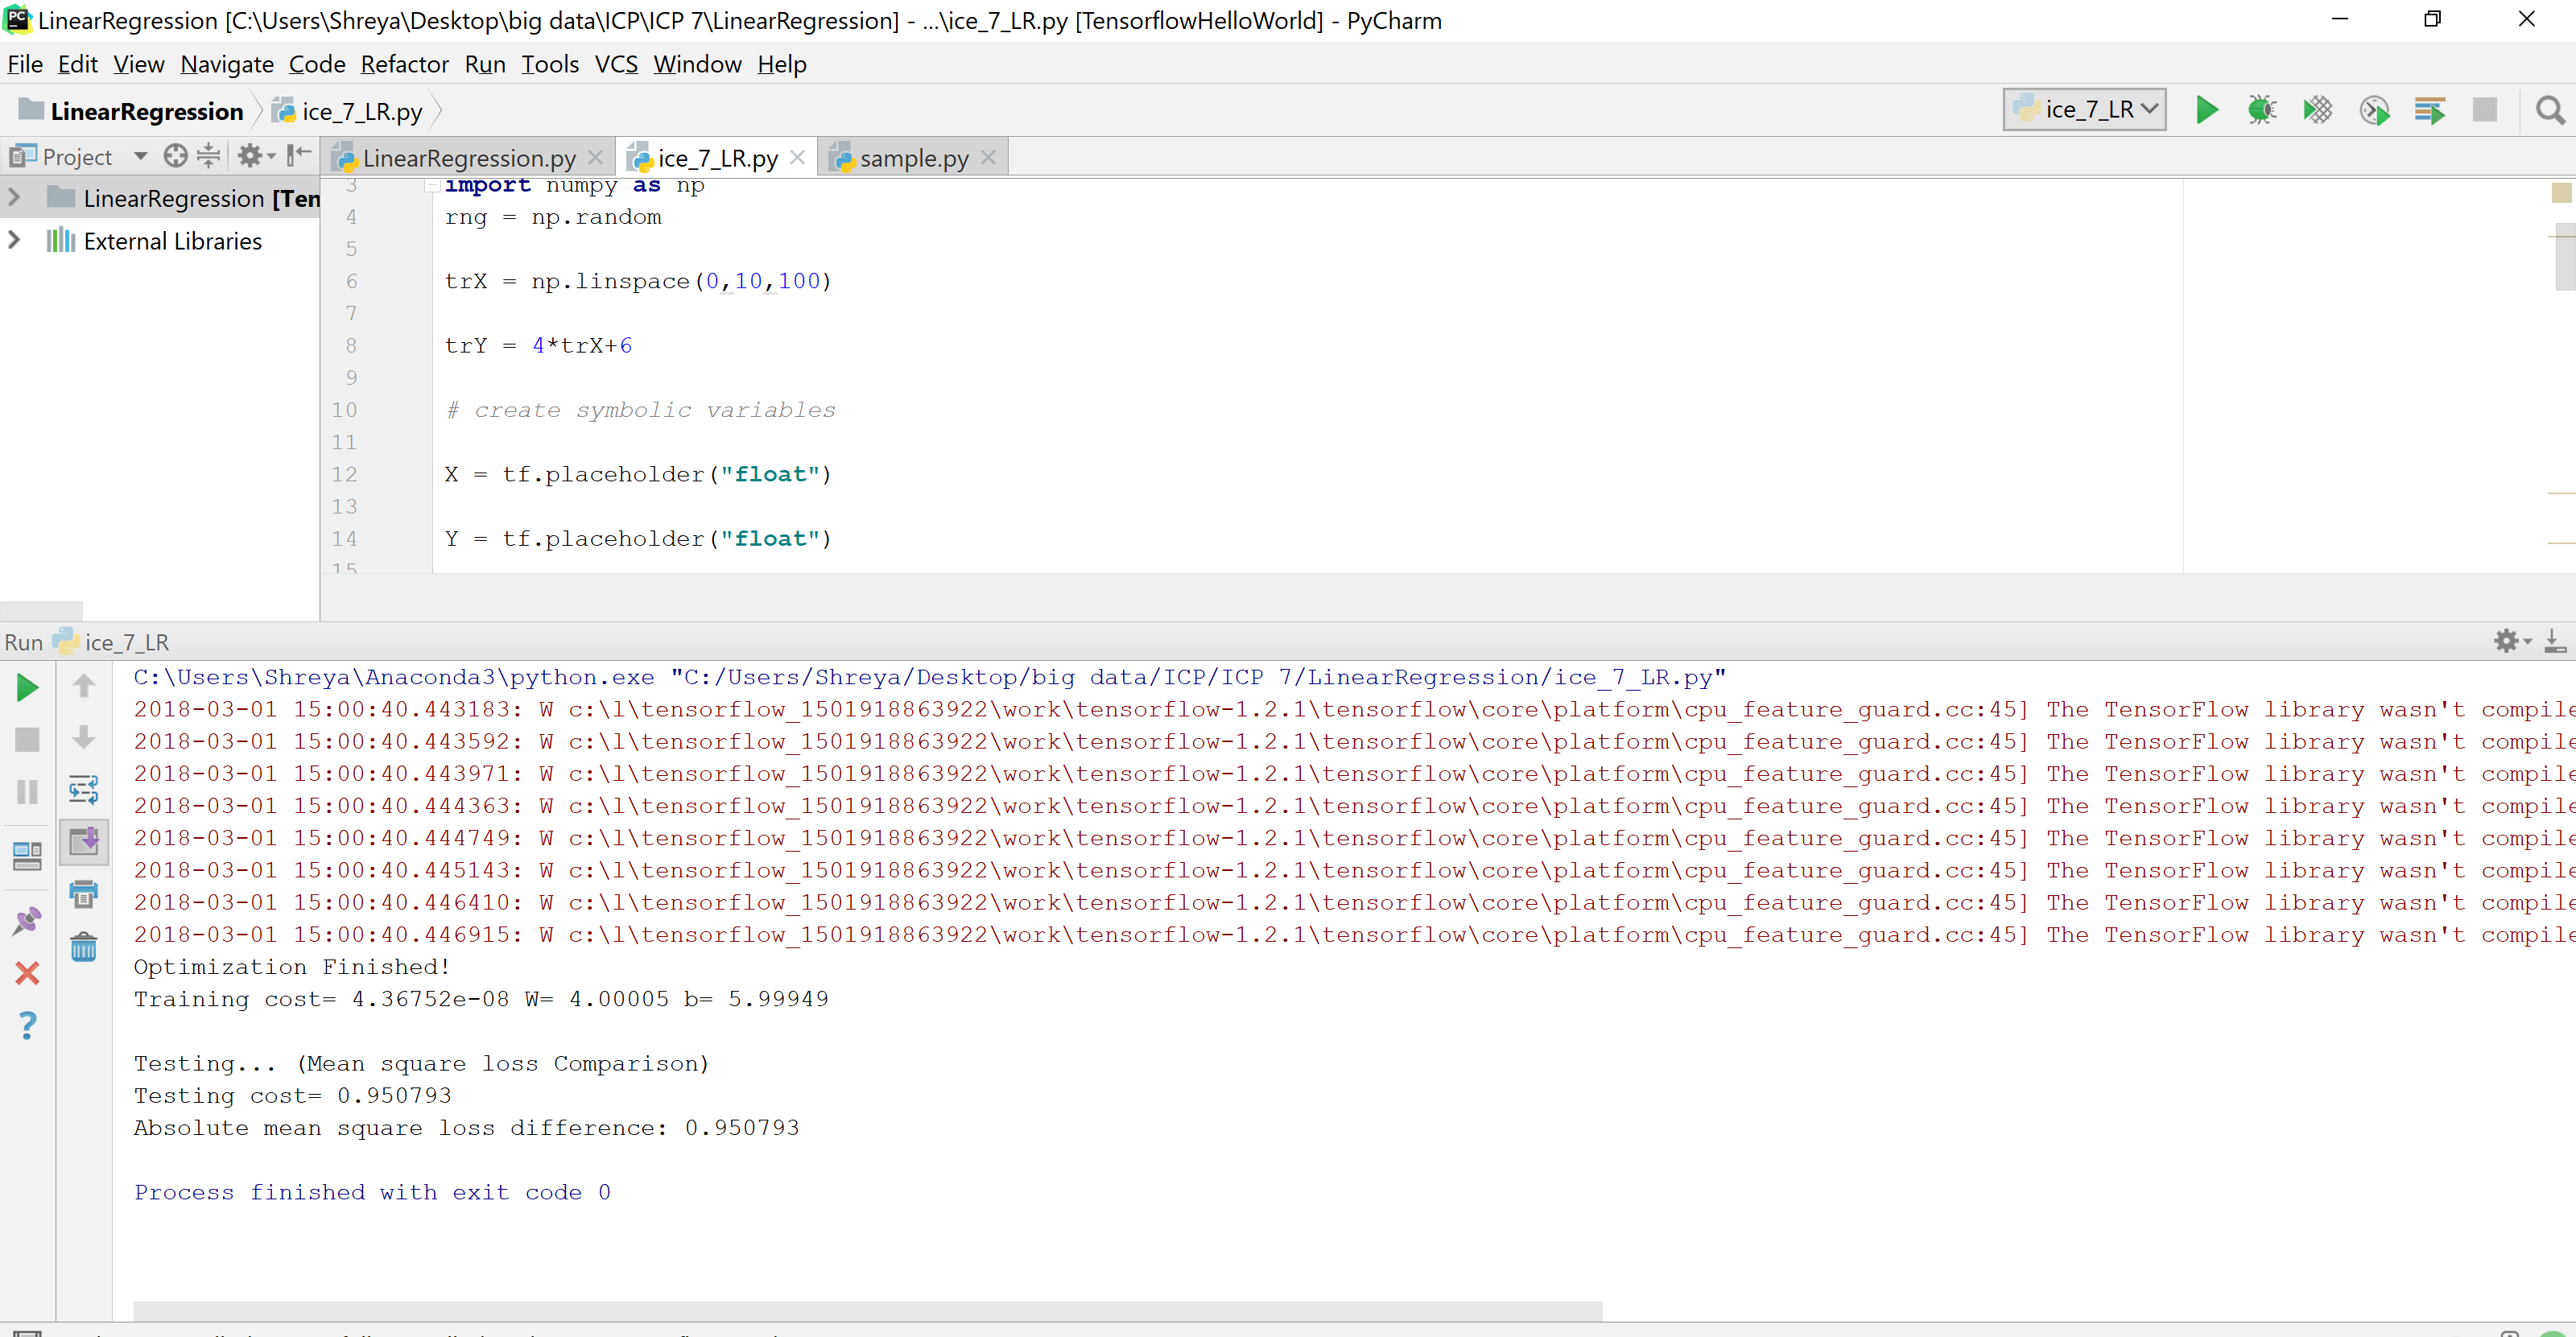 LinearRegression [C:\Users\Shreya\Desktop\big data\ICP\ICP 7\LinearRegression] - ...\ice_7_LR.py [TensorflowHelloWorld] - PyCharm
File Edit View Navigate Code Refactor Run Tools VCS Window Help
LinearRegression ice_7_LR.py ice_7_LR
Project LinearRegression.py ice_7_LR.py sample.py
LinearRegression [Ten
External Libraries
3 import numpy as np
4 rng = np.random
5
6 trX = np.linspace(0,10,100)
7
8 trY = 4*trX+6
9
10 # create symbolic variables
11
12 X = tf.placeholder("float")
13
14 Y = tf.placeholder("float")
15
Run ice_7_LR
C:\Users\Shreya\Anaconda3\python.exe "C:/Users/Shreya/Desktop/big data/ICP/ICP 7/LinearRegression/ice_7_LR.py"
2018-03-01 15:00:40.443183: W c:\l\tensorflow_1501918863922\work\tensorflow-1.2.1\tensorflow\core\platform\cpu_feature_guard.cc:45] The TensorFlow library wasn't compile
2018-03-01 15:00:40.443592: W c:\l\tensorflow_1501918863922\work\tensorflow-1.2.1\tensorflow\core\platform\cpu_feature_guard.cc:45] The TensorFlow library wasn't compile
2018-03-01 15:00:40.443971: W c:\l\tensorflow_1501918863922\work\tensorflow-1.2.1\tensorflow\core\platform\cpu_feature_guard.cc:45] The TensorFlow library wasn't compile
2018-03-01 15:00:40.444363: W c:\l\tensorflow_1501918863922\work\tensorflow-1.2.1\tensorflow\core\platform\cpu_feature_guard.cc:45] The TensorFlow library wasn't compile
2018-03-01 15:00:40.444749: W c:\l\tensorflow_1501918863922\work\tensorflow-1.2.1\tensorflow\core\platform\cpu_feature_guard.cc:45] The TensorFlow library wasn't compile
2018-03-01 15:00:40.445143: W c:\l\tensorflow_1501918863922\work\tensorflow-1.2.1\tensorflow\core\platform\cpu_feature_guard.cc:45] The TensorFlow library wasn't compile
2018-03-01 15:00:40.446410: W c:\l\tensorflow_1501918863922\work\tensorflow-1.2.1\tensorflow\core\platform\cpu_feature_guard.cc:45] The TensorFlow library wasn't compile
2018-03-01 15:00:40.446915: W c:\l\tensorflow_1501918863922\work\tensorflow-1.2.1\tensorflow\core\platform\cpu_feature_guard.cc:45] The TensorFlow library wasn't compile
Optimization Finished!
Training cost= 4.36752e-08 W= 4.00005 b= 5.99949
Testing... (Mean square loss Comparison)
Testing cost= 0.950793
Absolute mean square loss difference: 0.950793
Process finished with exit code 0